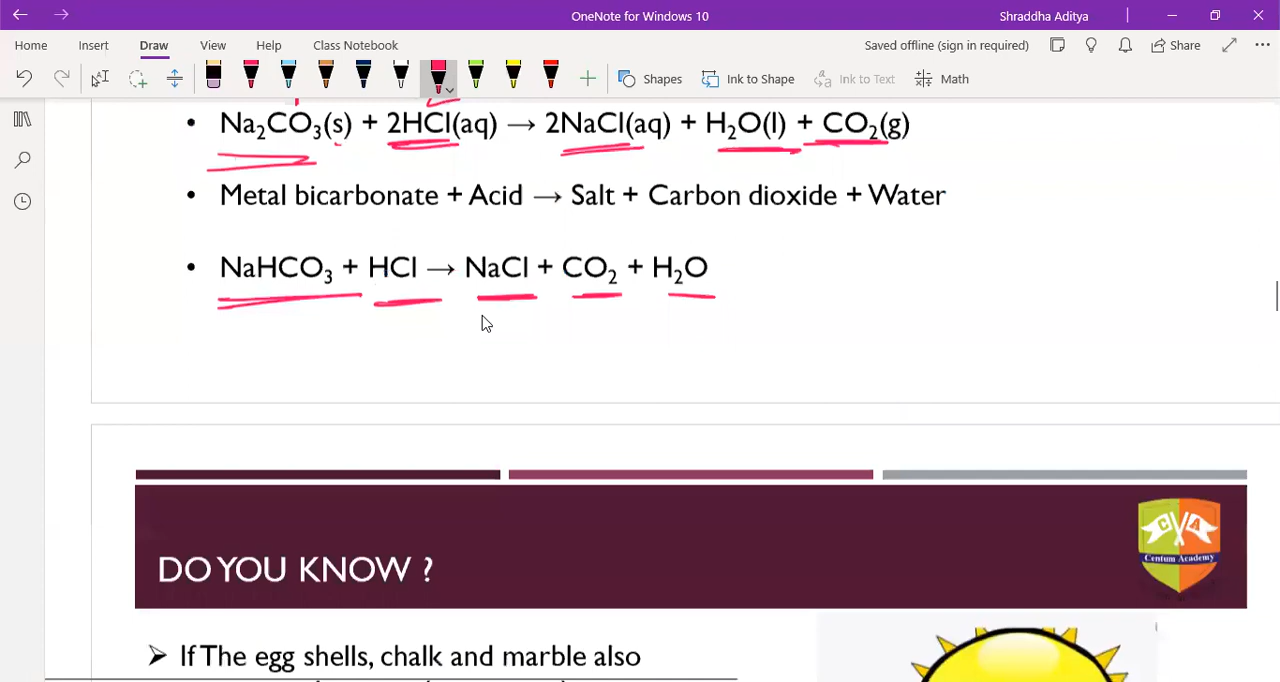 OneNote for Windows 10
Shraddha Aditya
Home Insert Draw View Help Class Notebook
Saved offline (sign in required) Share
Shapes Ink to Shape Ink to Text Math
• Na₂CO₃(s) + 2HCl(aq) → 2NaCl(aq) + H₂O(l) + CO₂(g)
• Metal bicarbonate + Acid → Salt + Carbon dioxide + Water
• NaHCO₃ + HCl → NaCl + CO₂ + H₂O
DO YOU KNOW ?
C A
Centum Academy
➢ If The egg shells, chalk and marble also